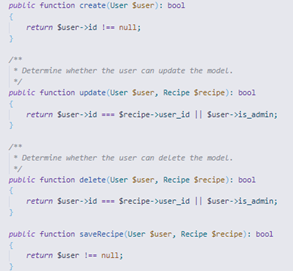 public function create(User $user): bool
{
    return $user->id !== null;
}
/**
 * Determine whether the user can update the model.
 */
public function update(User $user, Recipe $recipe): bool
{
    return $user->id === $recipe->user_id || $user->is_admin;
}
/**
 * Determine whether the user can delete the model.
 */
public function delete(User $user, Recipe $recipe): bool
{
    return $user->id === $recipe->user_id || $user->is_admin;
}
public function saveRecipe(User $user, Recipe $recipe): bool
{
    return $user !== null;
}